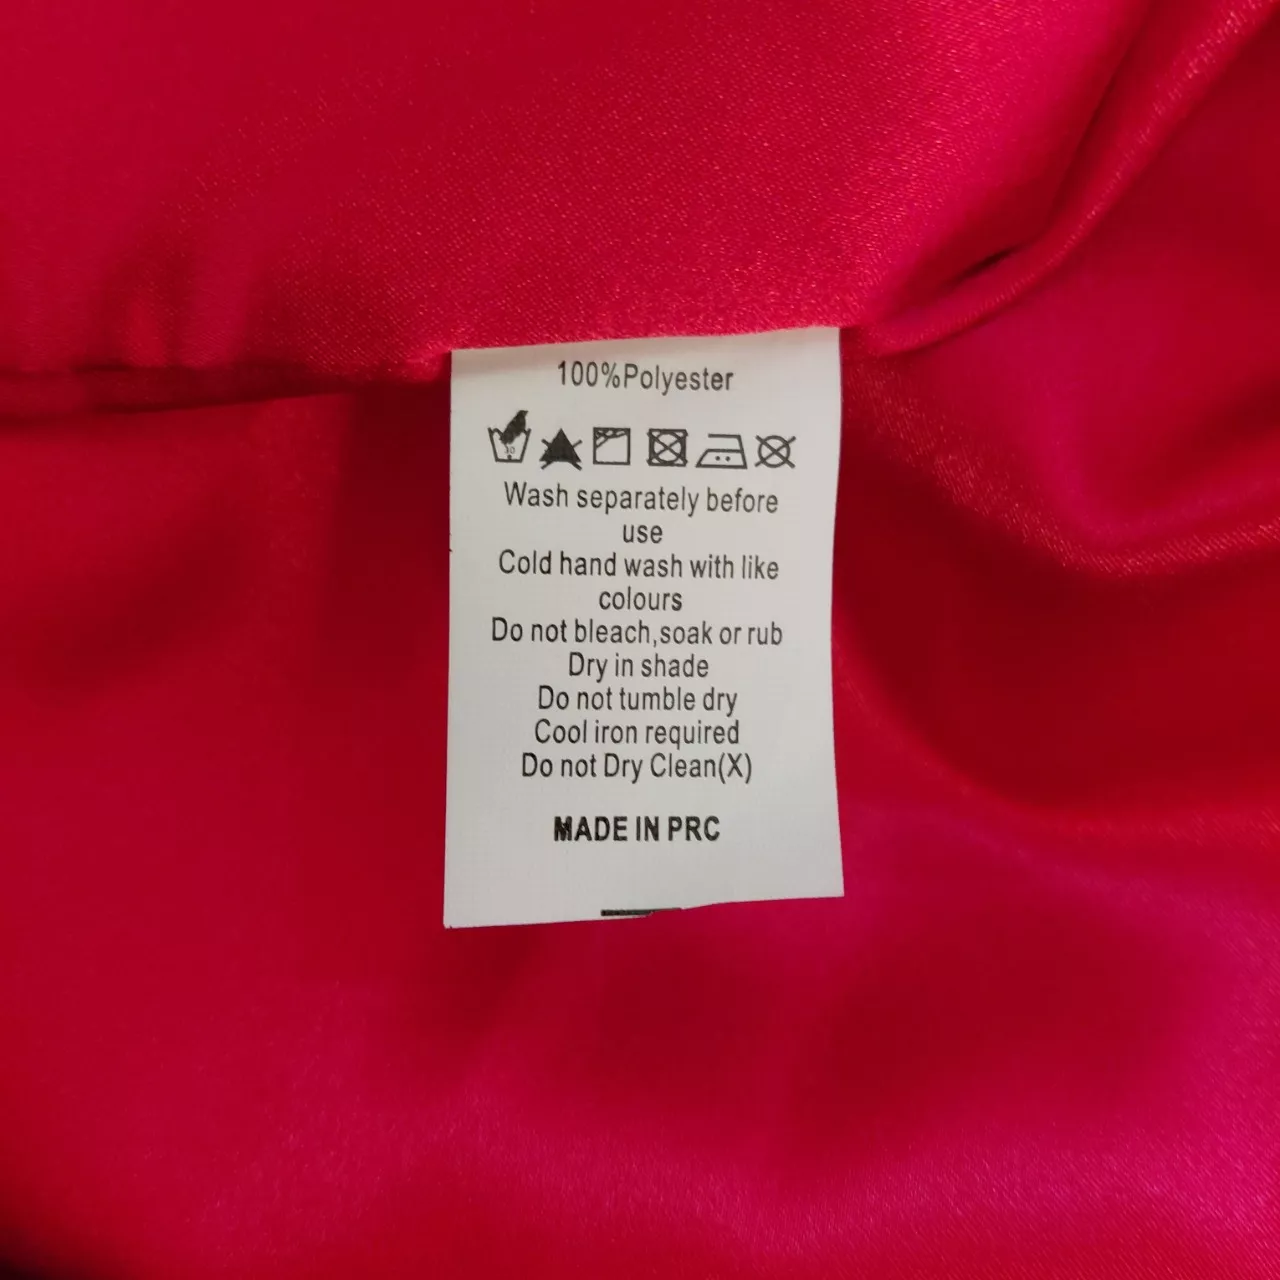 100%Polyester
30
Wash separately before
use
Cold hand wash with like
colours
Do not bleach,soak or rub
Dry in shade
Do not tumble dry
Cool iron required
Do not Dry Clean(X)
MADE IN PRC